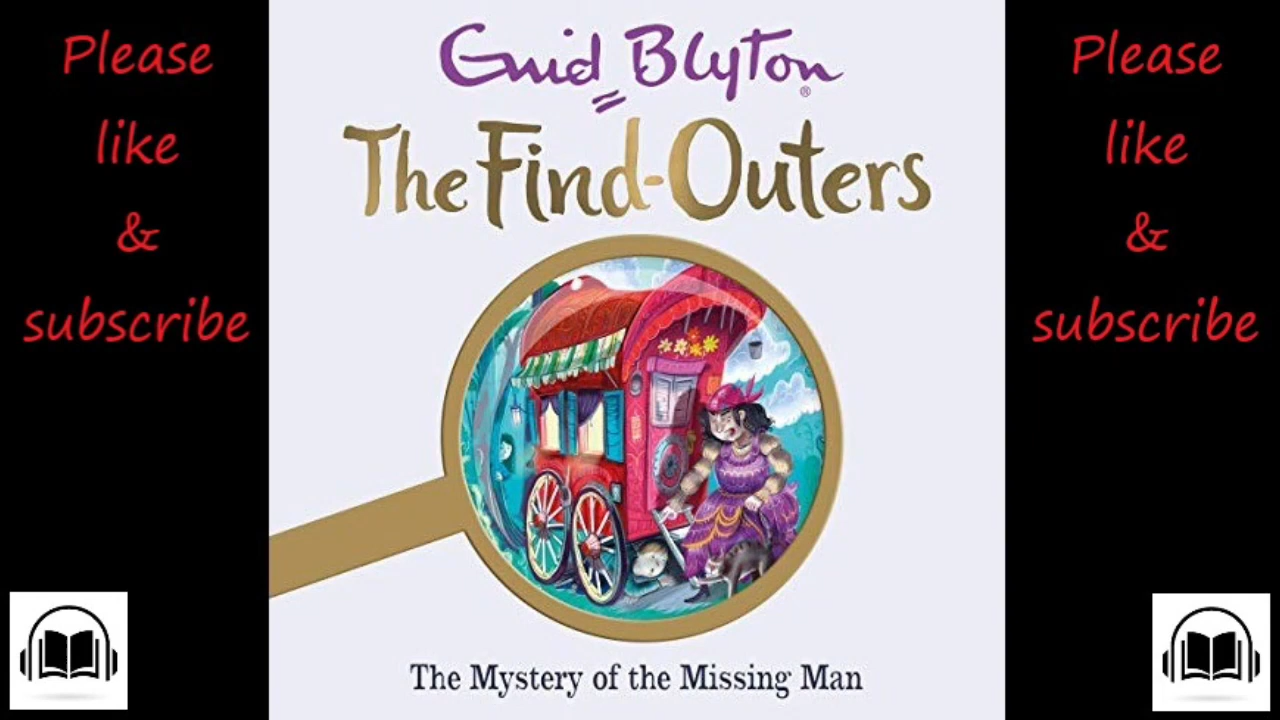 Please
like
&
subscribe
Enid Blyton®
The Find-Outers
The Mystery of the Missing Man
Please
like
&
subscribe